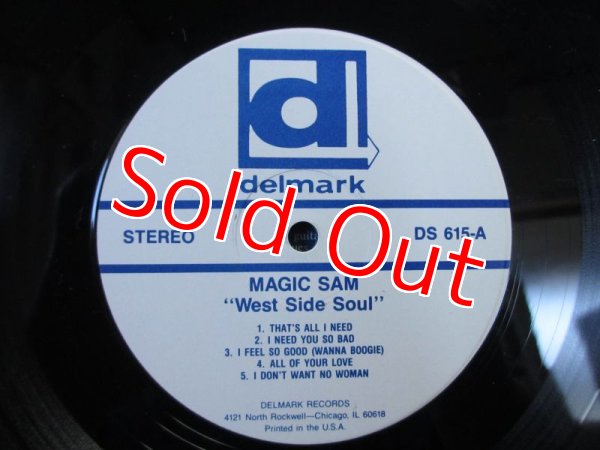 d
delmark
Sold Out
STEREO
DS 615-A
MAGIC SAM
"West Side Soul"
1. THAT'S ALL I NEED
2. I NEED YOU SO BAD
3. I FEEL SO GOOD (WANNA BOOGIE)
4. ALL OF YOUR LOVE
5. I DON'T WANT NO WOMAN
DELMARK RECORDS
4121 North Rockwell—Chicago, IL 60618
Printed in the U.S.A.